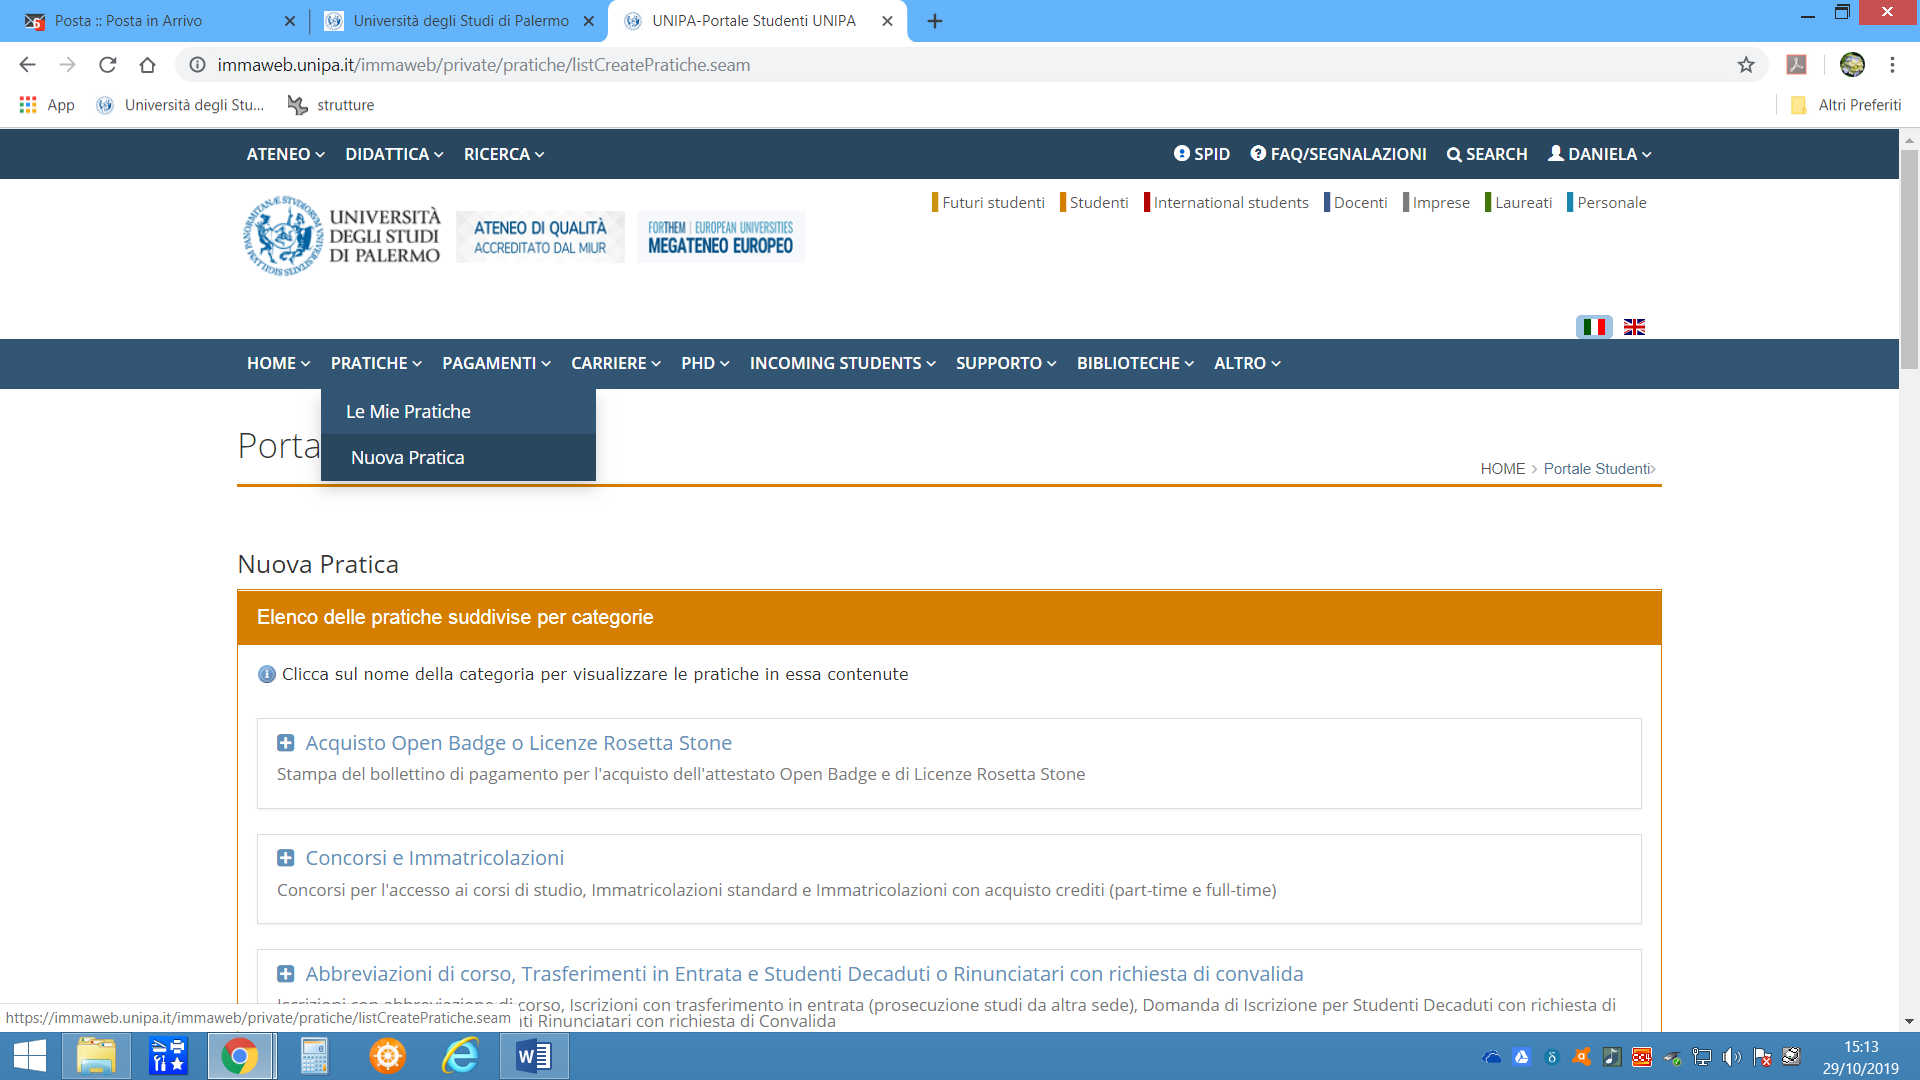 Posta :: Posta in Arrivo
Università degli Studi di Palermo
UNIPA-Portale Studenti UNIPA
immaweb.unipa.it/immaweb/private/pratiche/listCreatePratiche.seam
App
Università degli Stu...
strutture
Altri Preferiti
ATENEO DIDATTICA RICERCA
SPID FAQ/SEGNALAZIONI SEARCH DANIELA
UNIVERSITÀ
DEGLI STUDI
DI PALERMO
ATENEO DI QUALITÀ
ACCREDITATO DAL MIUR
FORTHEM | EUROPEAN UNIVERSITIES
MEGATENEO EUROPEO
Futuri studenti Studenti International students Docenti Imprese Laureati Personale
HOME PRATICHE PAGAMENTI CARRIERE PHD INCOMING STUDENTS SUPPORTO BIBLIOTECHE ALTRO
Le Mie Pratiche
Nuova Pratica
Porta
HOME > Portale Studenti>
Nuova Pratica
Elenco delle pratiche suddivise per categorie
Clicca sul nome della categoria per visualizzare le pratiche in essa contenute
Acquisto Open Badge o Licenze Rosetta Stone
Stampa del bollettino di pagamento per l'acquisto dell'attestato Open Badge e di Licenze Rosetta Stone
Concorsi e Immatricolazioni
Concorsi per l'accesso ai corsi di studio, Immatricolazioni standard e Immatricolazioni con acquisto crediti (part-time e full-time)
Abbreviazioni di corso, Trasferimenti in Entrata e Studenti Decaduti o Rinunciatari con richiesta di convalida
Iscrizioni con abbreviazione di corso, Iscrizioni con trasferimento in entrata (prosecuzione studi da altra sede), Domanda di Iscrizione per Studenti Decaduti con richiesta di
ti Rinunciatari con richiesta di Convalida
https://immaweb.unipa.it/immaweb/private/pratiche/listCreatePratiche.seam
15:13
29/10/2019